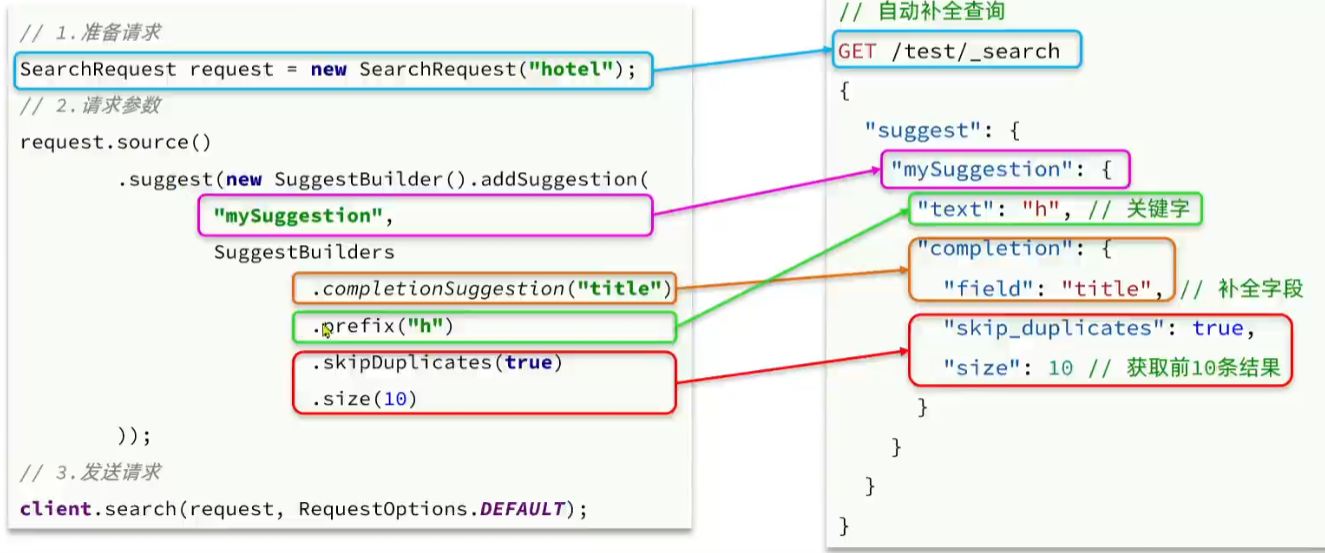 // 1.准备请求
SearchRequest request = new SearchRequest("hotel");
// 2.请求参数
request.source()
.suggest(new SuggestBuilder().addSuggestion(
"mySuggestion",
SuggestBuilders
.completionSuggestion("title")
.prefix("h")
.skipDuplicates(true)
.size(10)
));
// 3.发送请求
client.search(request, RequestOptions.DEFAULT);
// 自动补全查询
GET /test/_search
{
"suggest": {
"mySuggestion": {
"text": "h", // 关键字
"completion": {
"field": "title", // 补全字段
"skip_duplicates": true,
"size": 10 // 获取前10条结果
}
}
}
}